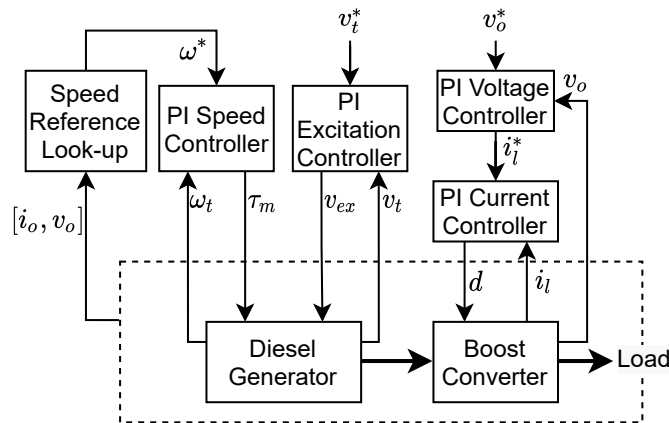 ω*
v_t*
v_o*
Speed
Reference
Look-up
PI Speed
Controller
PI
Excitation
Controller
PI Voltage
Controller
v_o
i_l*
PI Current
Controller
[i_o, v_o]
ω_t
τ_m
v_ex
v_t
d
i_l
Diesel
Generator
Boost
Converter
Load